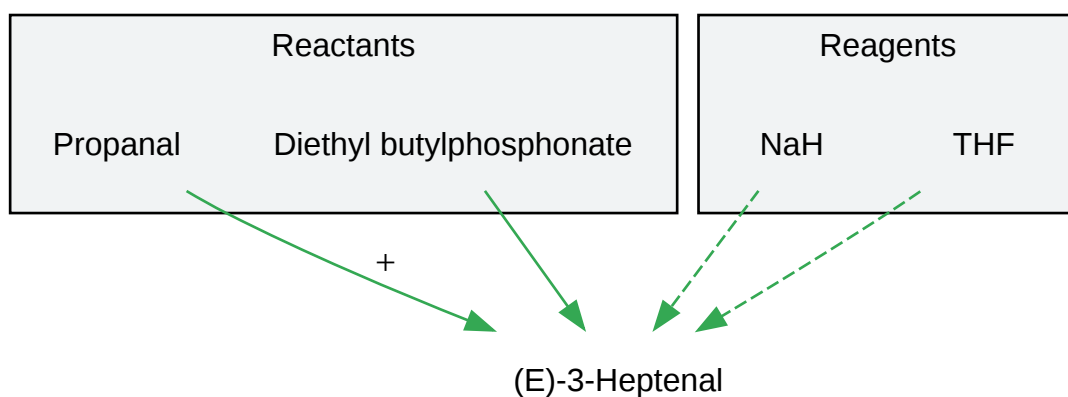 Reactants
Reagents
Propanal
Diethyl butylphosphonate
NaH
THF
+
(E)-3-Heptenal